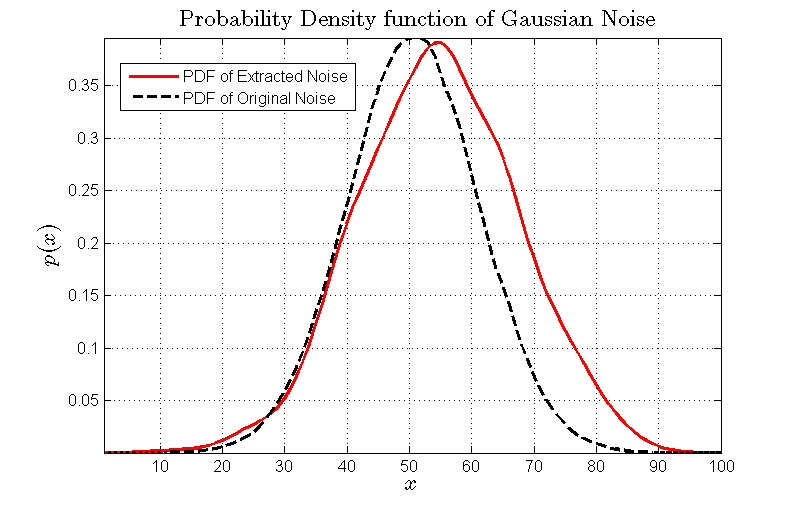 Probability Density function of Gaussian Noise
PDF of Extracted Noise
PDF of Original Noise
0.35
0.3
0.25
0.2
0.15
0.1
0.05
p(x)
10 20 30 40 50 60 70 80 90 100
x